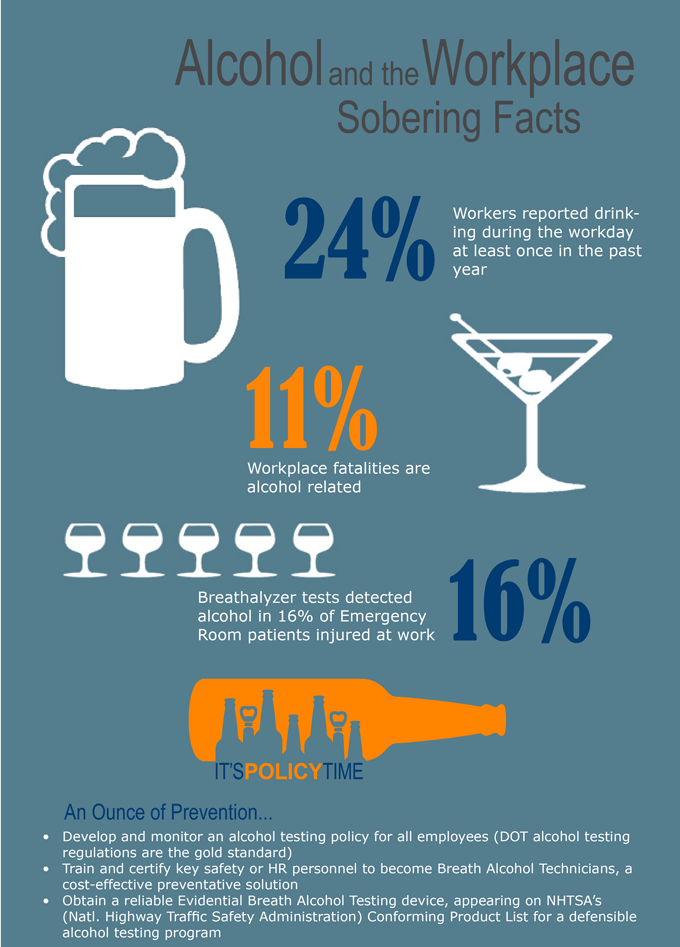 Alcohol and the Workplace
Sobering Facts
24%
Workers reported drink-
ing during the workday
at least once in the past
year
11%
Workplace fatalities are
alcohol related
Breathalyzer tests detected
alcohol in 16% of Emergency
Room patients injured at work
16%
IT'SPOLICYTIME
An Ounce of Prevention...
• Develop and monitor an alcohol testing policy for all employees (DOT alcohol testing
regulations are the gold standard)
• Train and certify key safety or HR personnel to become Breath Alcohol Technicians, a
cost-effective preventative solution
• Obtain a reliable Evidential Breath Alcohol Testing device, appearing on NHTSA's
(Natl. Highway Traffic Safety Administration) Conforming Product List for a defensible
alcohol testing program